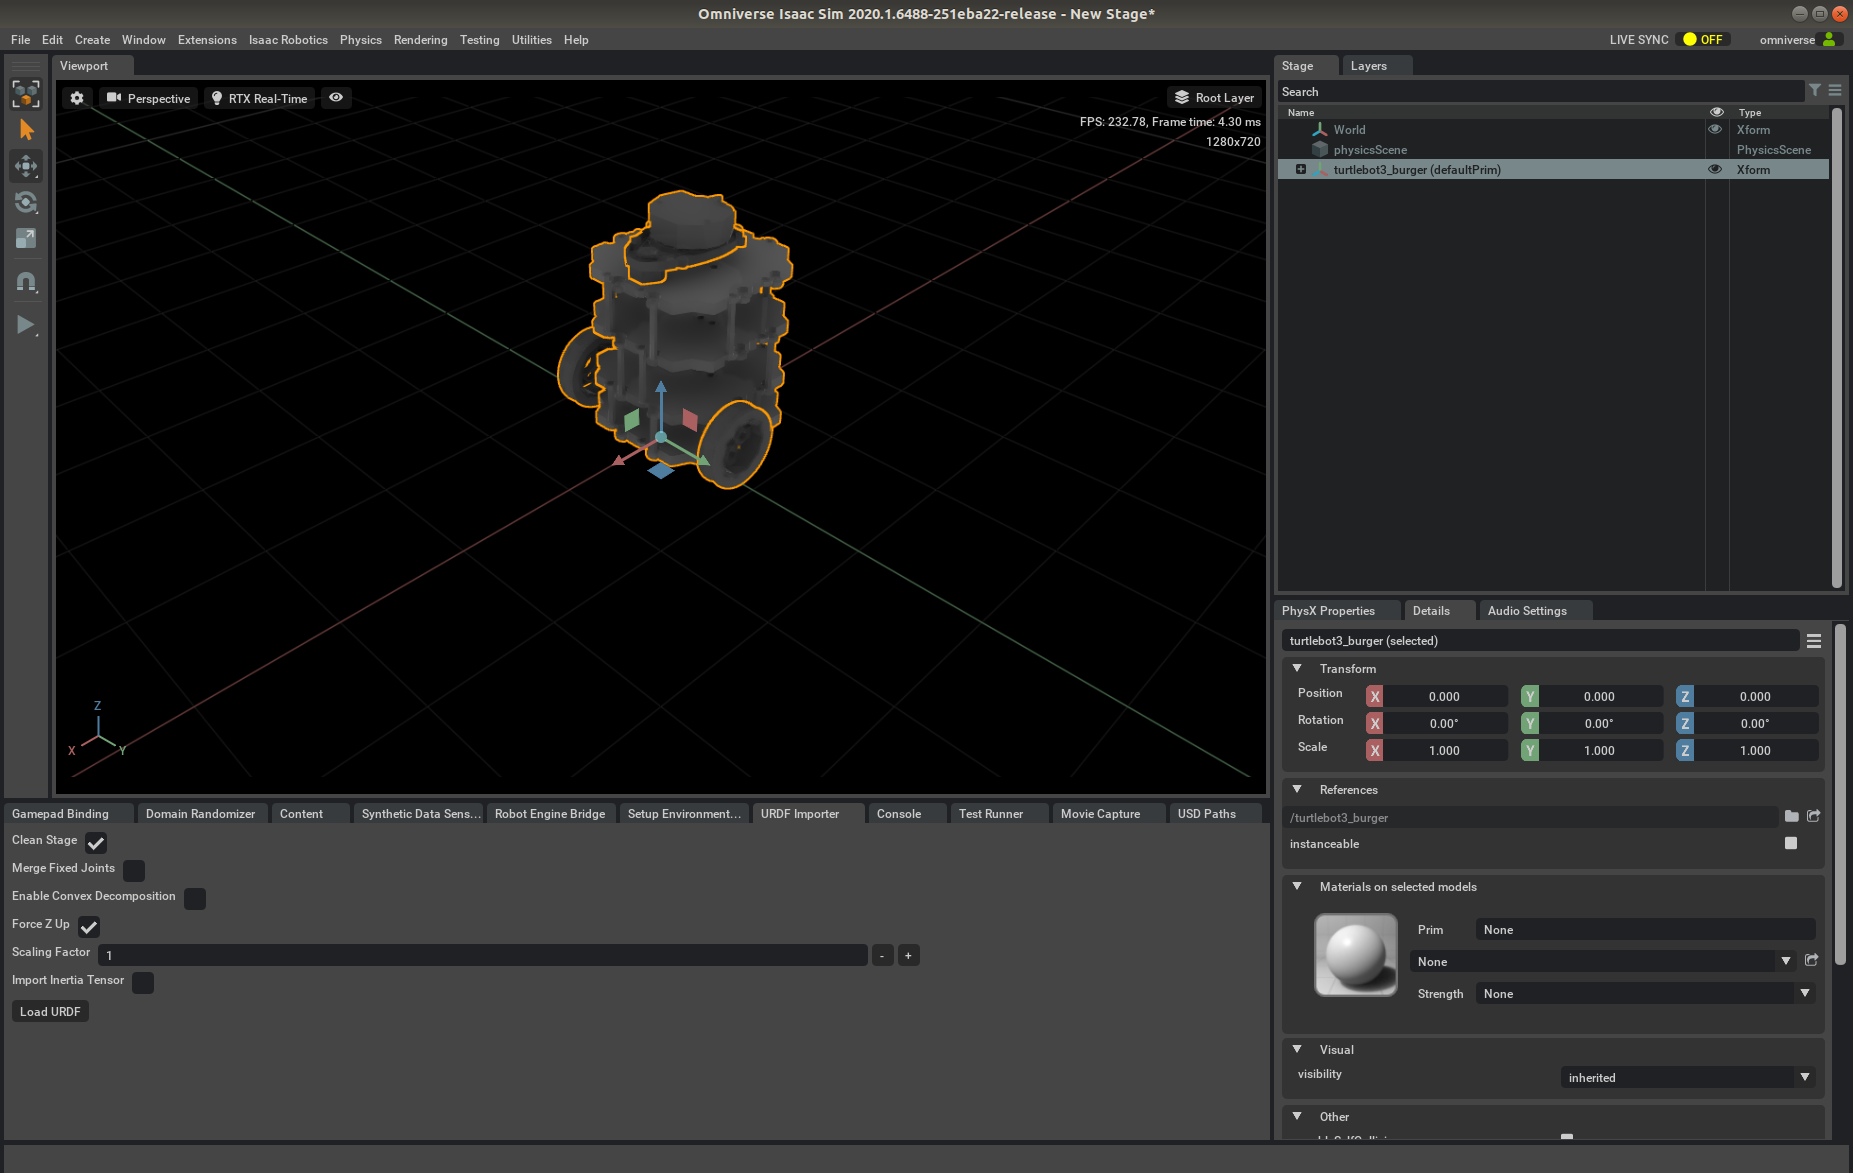 Omniverse Isaac Sim 2020.1.6488-251eba22-release - New Stage*
File Edit Create Window Extensions Isaac Robotics Physics Rendering Testing Utilities Help
LIVE SYNC OFF omniverse
Viewport
Perspective RTX Real-Time
Root Layer
FPS: 232.78, Frame time: 4.30 ms
1280x720
Z
X
Y
Stage Layers
Search
Name Type
World Xform
physicsScene PhysicsScene
turtlebot3_burger (defaultPrim) Xform
PhysX Properties Details Audio Settings
turtlebot3_burger (selected)
Transform
Position X 0.000 Y 0.000 Z 0.000
Rotation X 0.00° Y 0.00° Z 0.00°
Scale X 1.000 Y 1.000 Z 1.000
References
/turtlebot3_burger
instanceable
Materials on selected models
Prim None
None
Strength None
Visual
visibility inherited
Other
Gamepad Binding Domain Randomizer Content Synthetic Data Sens... Robot Engine Bridge Setup Environment... URDF Importer Console Test Runner Movie Capture USD Paths
Clean Stage
Merge Fixed Joints
Enable Convex Decomposition
Force Z Up
Scaling Factor 1 - +
Import Inertia Tensor
Load URDF